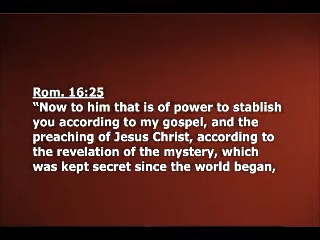 Rom. 16:25
“Now to him that is of power to stablish
you according to my gospel, and the
preaching of Jesus Christ, according to
the revelation of the mystery, which
was kept secret since the world began,